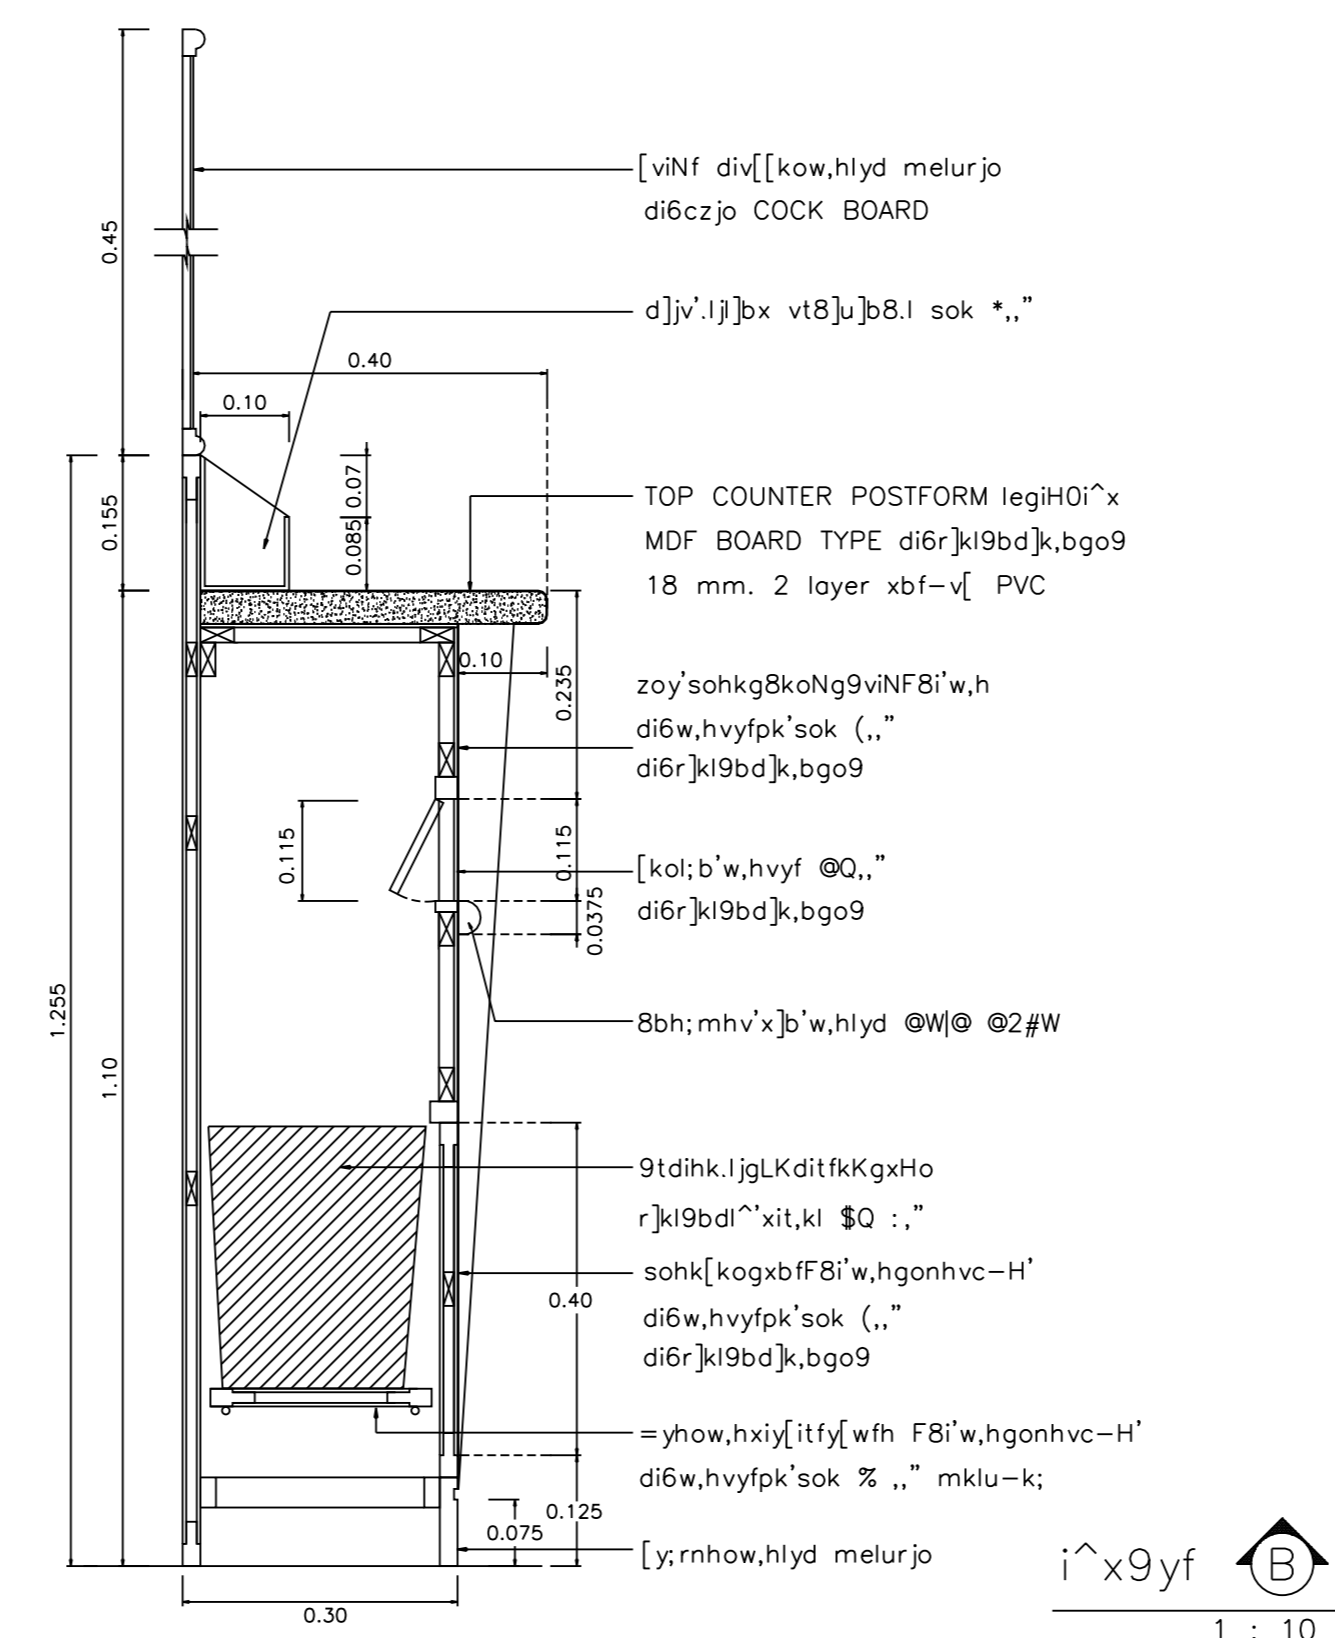 0.45
[viNf div[[kow,hlyd melurjo
di6czjo COCK BOARD
d]jv'.ljl]bx vt8]u]b8.l sok *,,”
0.40
0.10
0.07
0.155
0.085
TOP COUNTER POSTFORM legiH0i^x
MDF BOARD TYPE di6r]kl9bd]k,bgo9
18 mm. 2 layer xbf-v[ PVC
0.10
0.235
zoy'sohkg8koNg9viNF8i'w,h
di6w,hvyfpk'sok (,,”
di6r]kl9bd]k,bgo9
0.115
0.115
[kol;b'w,hvyf @Q,,”
di6r]kl9bd]k,bgo9
0.0375
1.255
8bh;mhv'x]b'w,hlyd @W|@ @2#W
1.10
9tdihk.ljgLKditfkKgxHo
r]kl9bdl^'xit,kl $Q :,”
sohk[kogxbfF8i'w,hgonhvc-H'
0.40
di6w,hvyfpk'sok (,,”
di6r]kl9bd]k,bgo9
=yhow,hxiy[itfy[wfh F8i'w,hgonhvc-H'
di6w,hvyfpk'sok % ,,” mklu-k;
0.125
0.075
[y;rnhow,hlyd melurjo
0.30
i^x9yf B
1 : 10